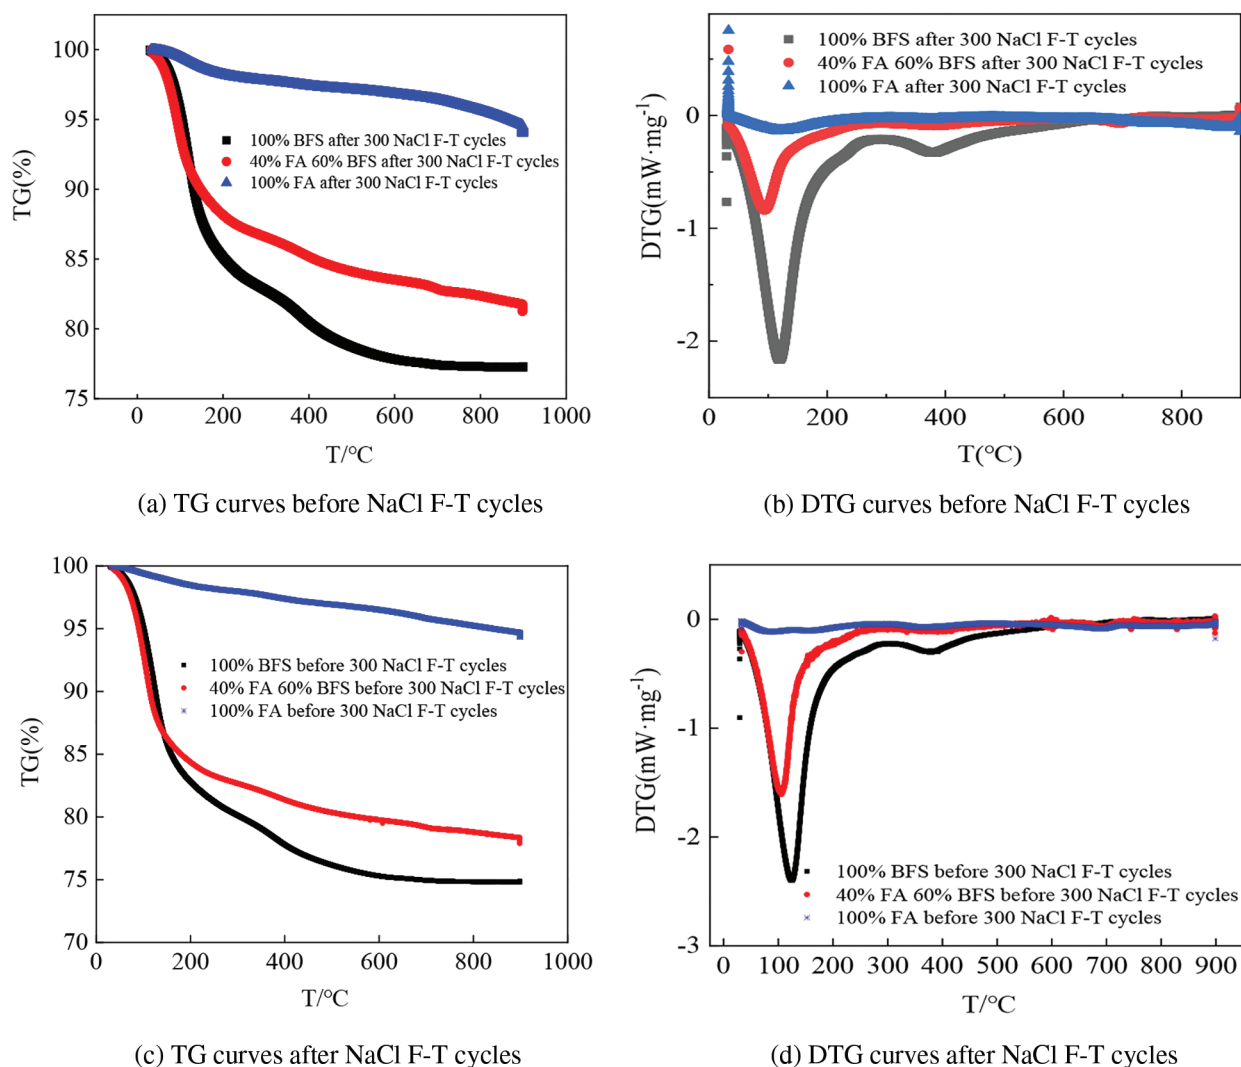 100
95
90
85
80
75
0
200
400
600
800
1000
TG(%)
T/°C
100% BFS after 300 NaCl F-T cycles
40% FA 60% BFS after 300 NaCl F-T cycles
100% FA after 300 NaCl F-T cycles
(a) TG curves before NaCl F-T cycles
0
-1
-2
0
200
400
600
800
DTG(mW·mg-1)
T(°C)
100% BFS after 300 NaCl F-T cycles
40% FA 60% BFS after 300 NaCl F-T cycles
100% FA after 300 NaCl F-T cycles
(b) DTG curves before NaCl F-T cycles
100
95
90
85
80
75
70
0
200
400
600
800
1000
TG(%)
T/°C
100% BFS before 300 NaCl F-T cycles
40% FA 60% BFS before 300 NaCl F-T cycles
100% FA before 300 NaCl F-T cycles
(c) TG curves after NaCl F-T cycles
0
-1
-2
-3
0
100
200
300
400
500
600
700
800
900
DTG(mW·mg-1)
T/°C
100% BFS before 300 NaCl F-T cycles
40% FA 60% BFS before 300 NaCl F-T cycles
100% FA before 300 NaCl F-T cycles
(d) DTG curves after NaCl F-T cycles